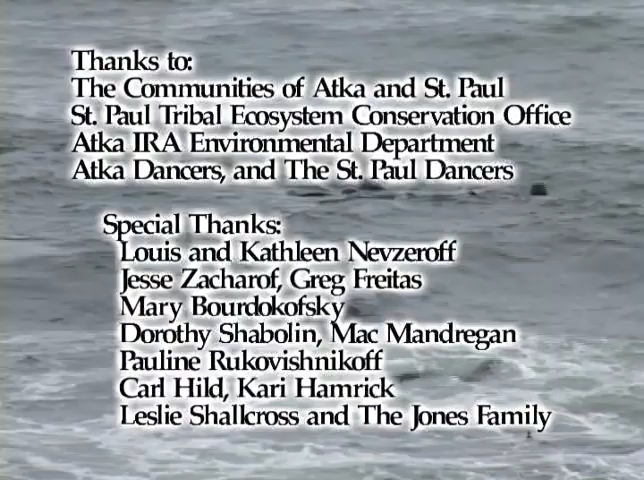 Thanks to:
The Communities of Atka and St. Paul
St. Paul Tribal Ecosystem Conservation Office
Atka IRA Environmental Department
Atka Dancers, and The St. Paul Dancers
Special Thanks:
Louis and Kathleen Nevzeroff
Jesse Zacharof, Greg Freitas
Mary Bourdokofsky
Dorothy Shabolin, Mac Mandregan
Pauline Rukovishnikoff
Carl Hild, Kari Hamrick
Leslie Shallcross and The Jones Family